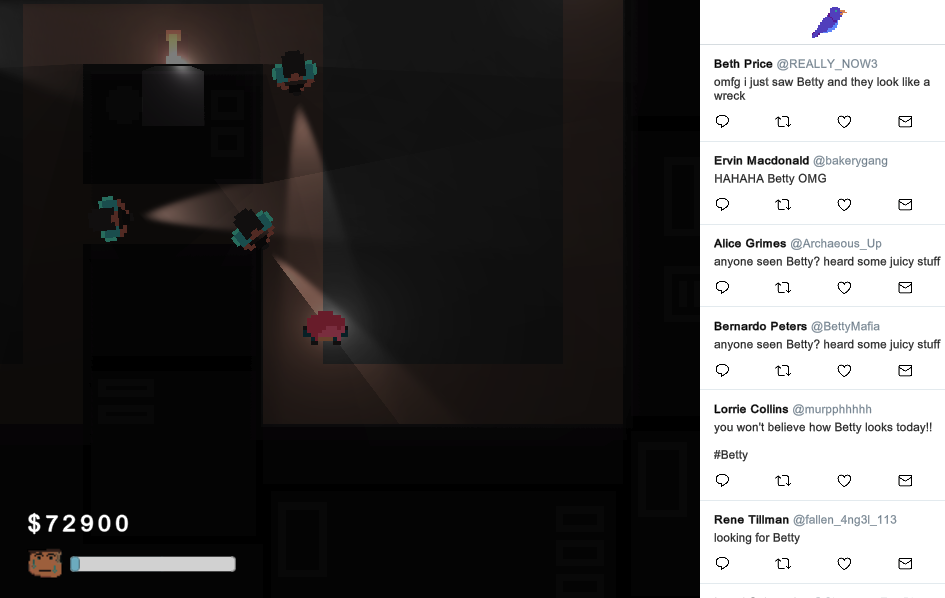 Beth Price @REALLY_NOW3
omfg i just saw Betty and they look like a
wreck
Ervin Macdonald @bakerygang
HAHAHA Betty OMG
Alice Grimes @Archaeous_Up
anyone seen Betty? heard some juicy stuff
Bernardo Peters @BettyMafia
anyone seen Betty? heard some juicy stuff
Lorrie Collins @murpphhhhh
you won't believe how Betty looks today!!
#Betty
Rene Tillman @fallen_4ng3l_113
looking for Betty
$72900